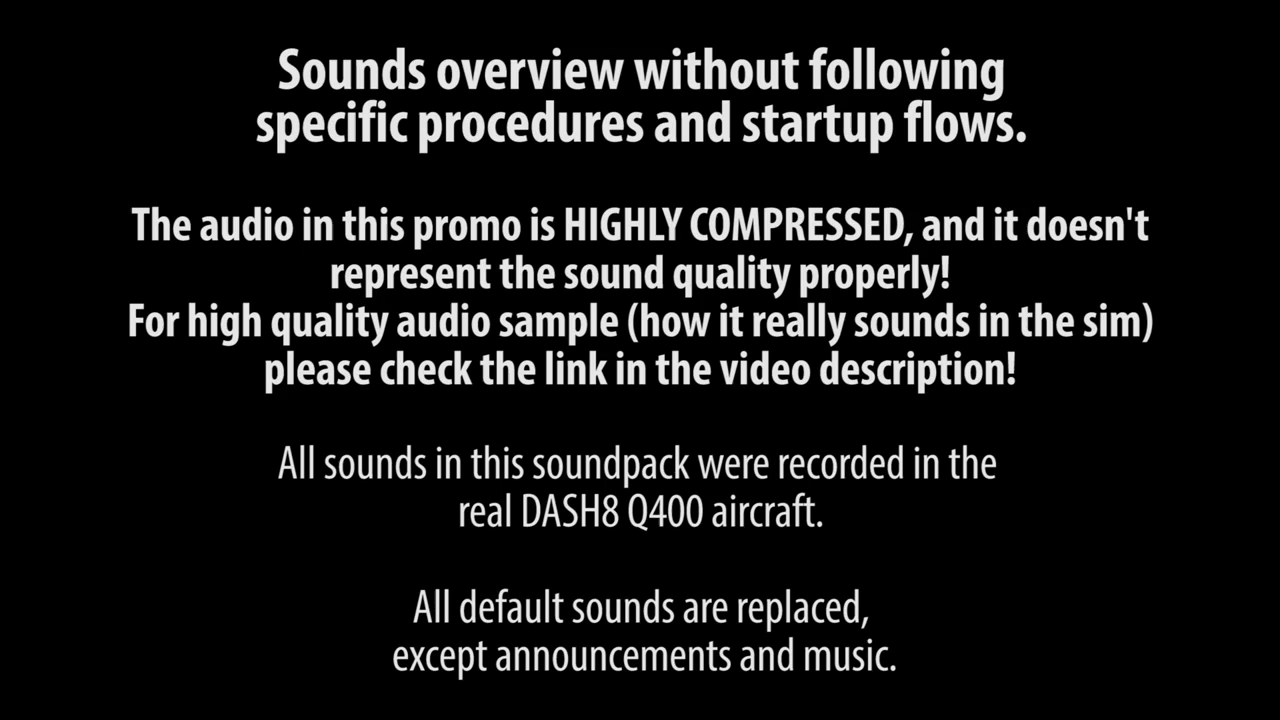 Sounds overview without following
specific procedures and startup flows.
The audio in this promo is HIGHLY COMPRESSED, and it doesn't
represent the sound quality properly!
For high quality audio sample (how it really sounds in the sim)
please check the link in the video description!
All sounds in this soundpack were recorded in the
real DASH8 Q400 aircraft.
All default sounds are replaced,
except announcements and music.